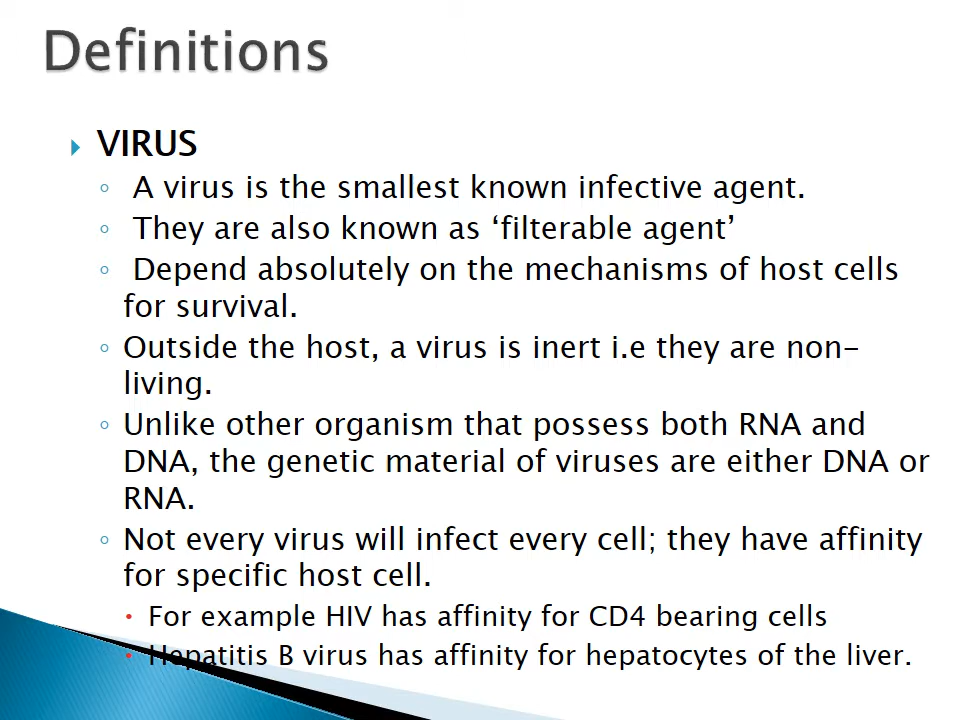 Definitions
VIRUS
A virus is the smallest known infective agent.
They are also known as ‘filterable agent’
Depend absolutely on the mechanisms of host cells
for survival.
Outside the host, a virus is inert i.e they are non-
living.
Unlike other organism that possess both RNA and
DNA, the genetic material of viruses are either DNA or
RNA.
Not every virus will infect every cell; they have affinity
for specific host cell.
For example HIV has affinity for CD4 bearing cells
Hepatitis B virus has affinity for hepatocytes of the liver.